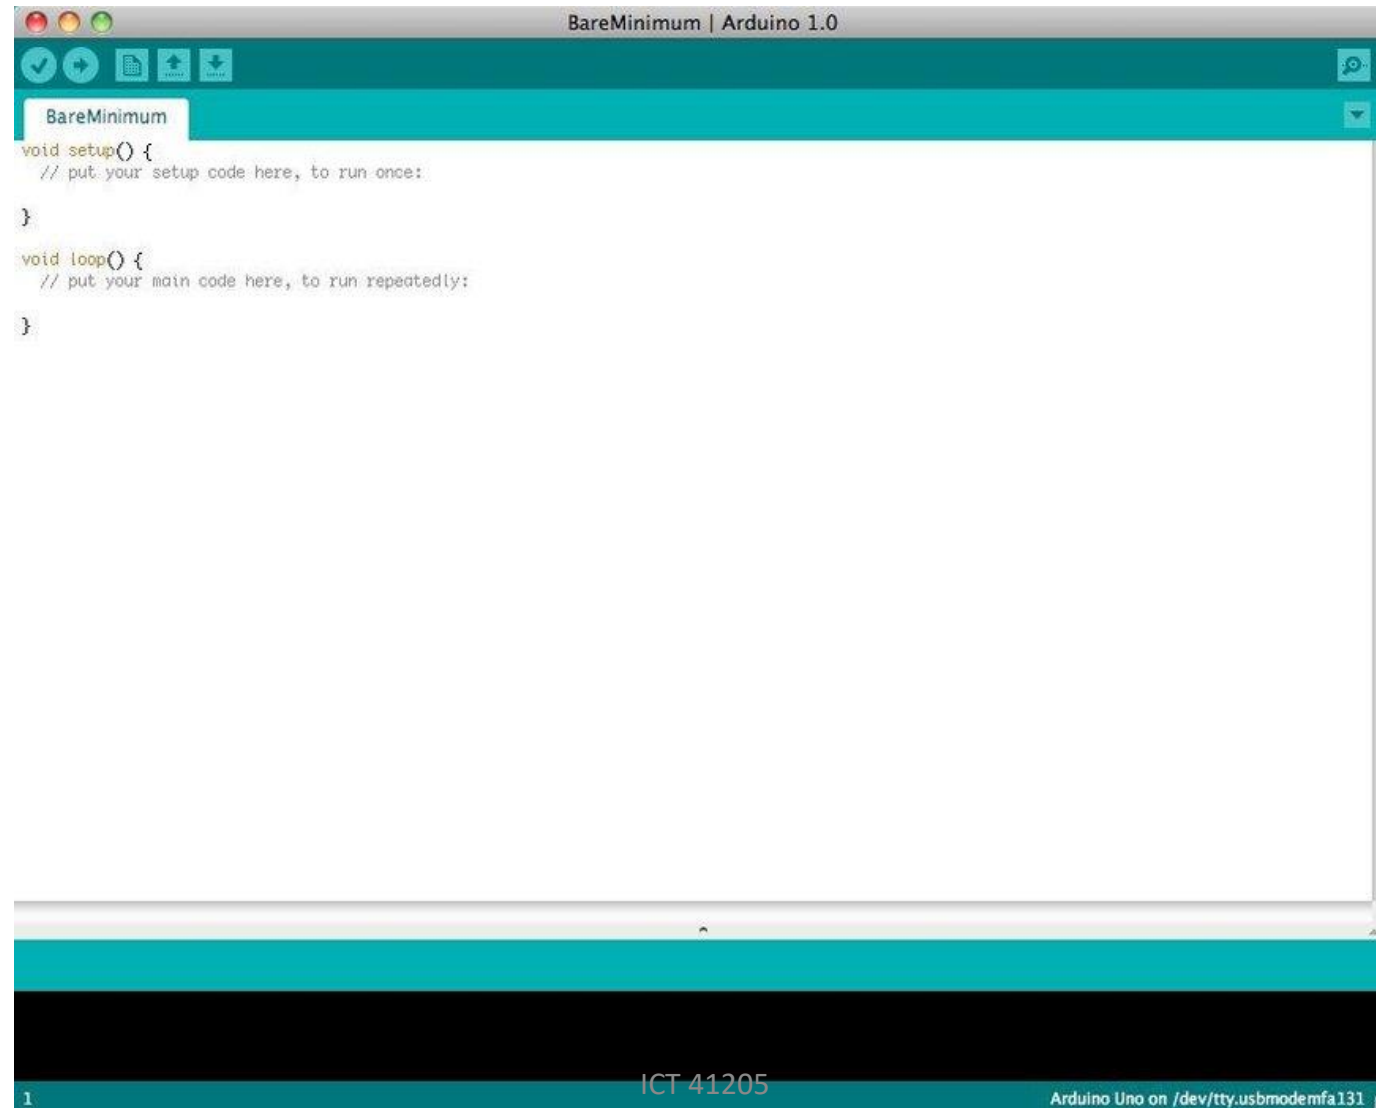 BareMinimum | Arduino 1.0
BareMinimum
void setup() {
  // put your setup code here, to run once:
}
void loop() {
  // put your main code here, to run repeatedly:
}
ICT 41205
1
Arduino Uno on /dev/tty.usbmodemfa131